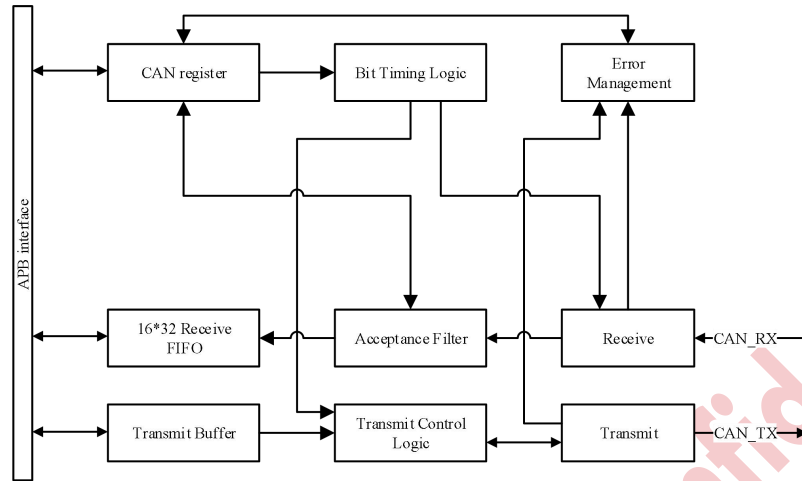 CAN register
Bit Timing Logic
Error
Management
APB interface
16*32 Receive
FIFO
Acceptance Filter
Receive
CAN_RX
Transmit Buffer
Transmit Control
Logic
Transmit
CAN_TX
nfid